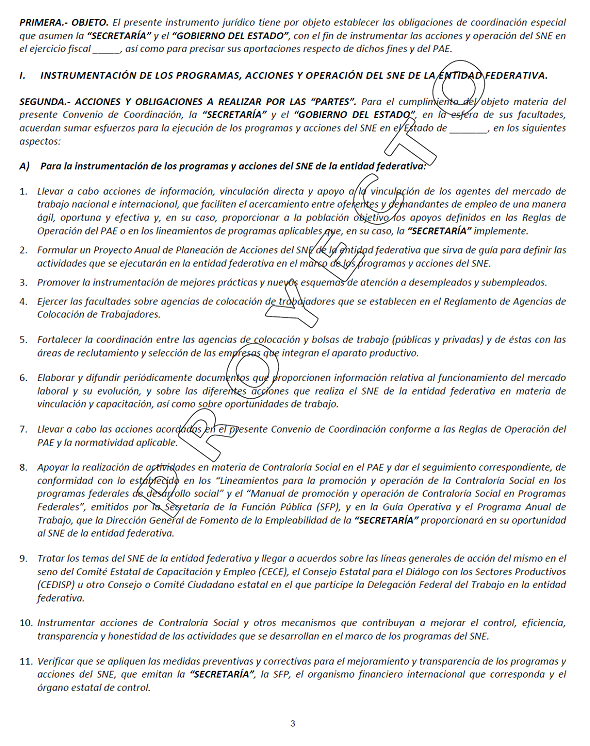 PRIMERA.- OBJETO. El presente instrumento jurídico tiene por objeto establecer las obligaciones de coordinación especial
que asumen la “SECRETARÍA” y el “GOBIERNO DEL ESTADO”, con el fin de instrumentar las acciones y operación del SNE en
el ejercicio fiscal _____, así como para precisar sus aportaciones respecto de dichos fines y del PAE.
I. INSTRUMENTACIÓN DE LOS PROGRAMAS, ACCIONES Y OPERACIÓN DEL SNE DE LA ENTIDAD FEDERATIVA.
SEGUNDA.- ACCIONES Y OBLIGACIONES A REALIZAR POR LAS “PARTES”. Para el cumplimiento del objeto materia del
presente Convenio de Coordinación, la “SECRETARÍA” y el “GOBIERNO DEL ESTADO”, en la esfera de sus facultades,
acuerdan sumar esfuerzos para la ejecución de los programas y acciones del SNE en el Estado de _______, en los siguientes
aspectos:
A) Para la instrumentación de los programas y acciones del SNE de la entidad federativa:
1. Llevar a cabo acciones de información, vinculación directa y apoyo a la vinculación de los agentes del mercado de
trabajo nacional e internacional, que faciliten el acercamiento entre oferentes y demandantes de empleo de una manera
ágil, oportuna y efectiva y, en su caso, proporcionar a la población objetivo los apoyos definidos en las Reglas de
Operación del PAE o en los lineamientos de programas aplicables que, en su caso, la “SECRETARÍA” implemente.
2. Formular un Proyecto Anual de Planeación de Acciones del SNE de la entidad federativa que sirva de guía para definir las
actividades que se ejecutarán en la entidad federativa en el marco de los programas y acciones del SNE.
3. Promover la instrumentación de mejores prácticas y nuevos esquemas de atención a desempleados y subempleados.
4. Ejercer las facultades sobre agencias de colocación de trabajadores que se establecen en el Reglamento de Agencias de
Colocación de Trabajadores.
5. Fortalecer la coordinación entre las agencias de colocación y bolsas de trabajo (públicas y privadas) y de éstas con las
áreas de reclutamiento y selección de las empresas que integran el aparato productivo.
6. Elaborar y difundir periódicamente documentos que proporcionen información relativa al funcionamiento del mercado
laboral y su evolución, y sobre las diferentes acciones que realiza el SNE de la entidad federativa en materia de
vinculación y capacitación, así como sobre oportunidades de trabajo.
7. Llevar a cabo las acciones acordadas en el presente Convenio de Coordinación conforme a las Reglas de Operación del
PAE y la normatividad aplicable.
8. Apoyar la realización de actividades en materia de Contraloría Social en el PAE y dar el seguimiento correspondiente, de
conformidad con lo establecido en los “Lineamientos para la promoción y operación de la Contraloría Social en los
programas federales de desarrollo social” y el “Manual de promoción y operación de Contraloría Social en Programas
Federales”, emitidos por la Secretaría de la Función Pública (SFP), y en la Guía Operativa y el Programa Anual de
Trabajo, que la Dirección General de Fomento de la Empleabilidad de la “SECRETARÍA” proporcionará en su oportunidad
al SNE de la entidad federativa.
9. Tratar los temas del SNE de la entidad federativa y llegar a acuerdos sobre las líneas generales de acción del mismo en el
seno del Comité Estatal de Capacitación y Empleo (CECE), el Consejo Estatal para el Diálogo con los Sectores Productivos
(CEDISP) u otro Consejo o Comité Ciudadano estatal en el que participe la Delegación Federal del Trabajo en la entidad
federativa.
10. Instrumentar acciones de Contraloría Social y otros mecanismos que contribuyan a mejorar el control, eficiencia,
transparencia y honestidad de las actividades que se desarrollan en el marco de los programas del SNE.
11. Verificar que se apliquen las medidas preventivas y correctivas para el mejoramiento y transparencia de los programas y
acciones del SNE, que emitan la “SECRETARÍA”, la SFP, el organismo financiero internacional que corresponda y el
órgano estatal de control.
3
PROYECTO